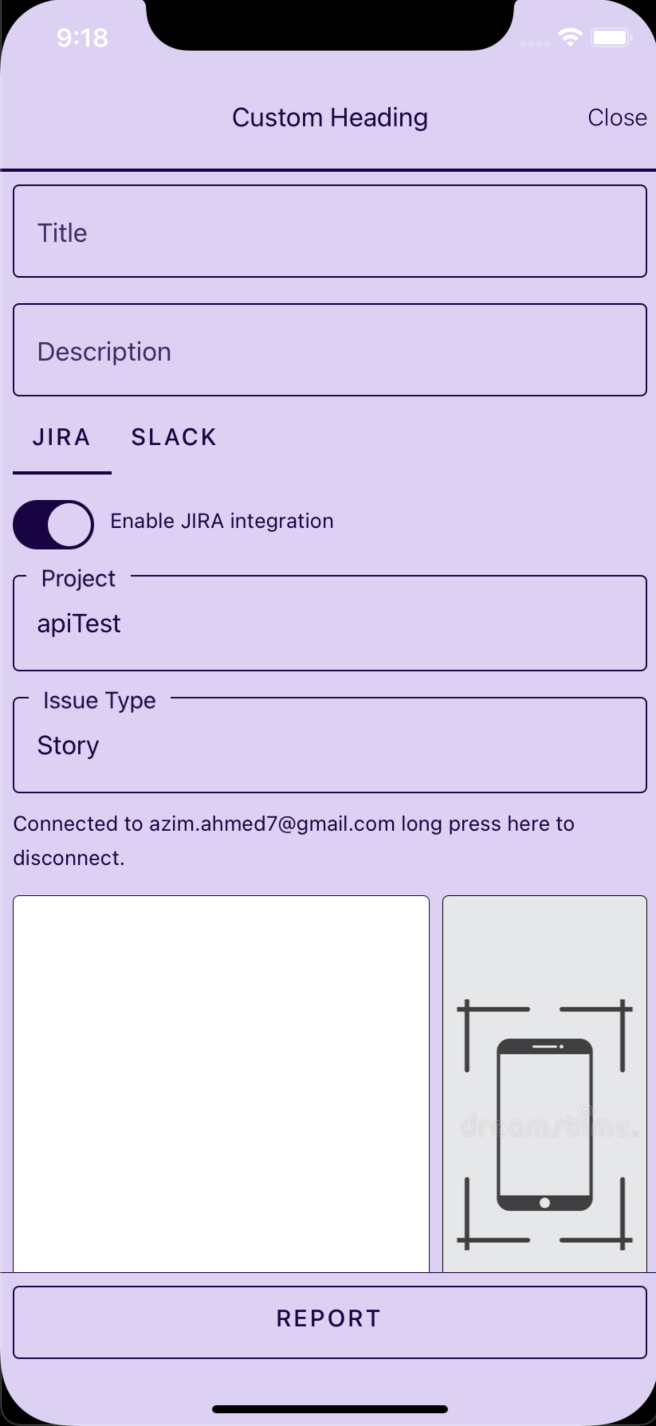 9:18
Custom Heading
Close
Title
Description
JIRA
SLACK
Enable JIRA integration
Project
apiTest
Issue Type
Story
Connected to azim.ahmed7@gmail.com long press here to
disconnect.
dreamstime.
REPORT